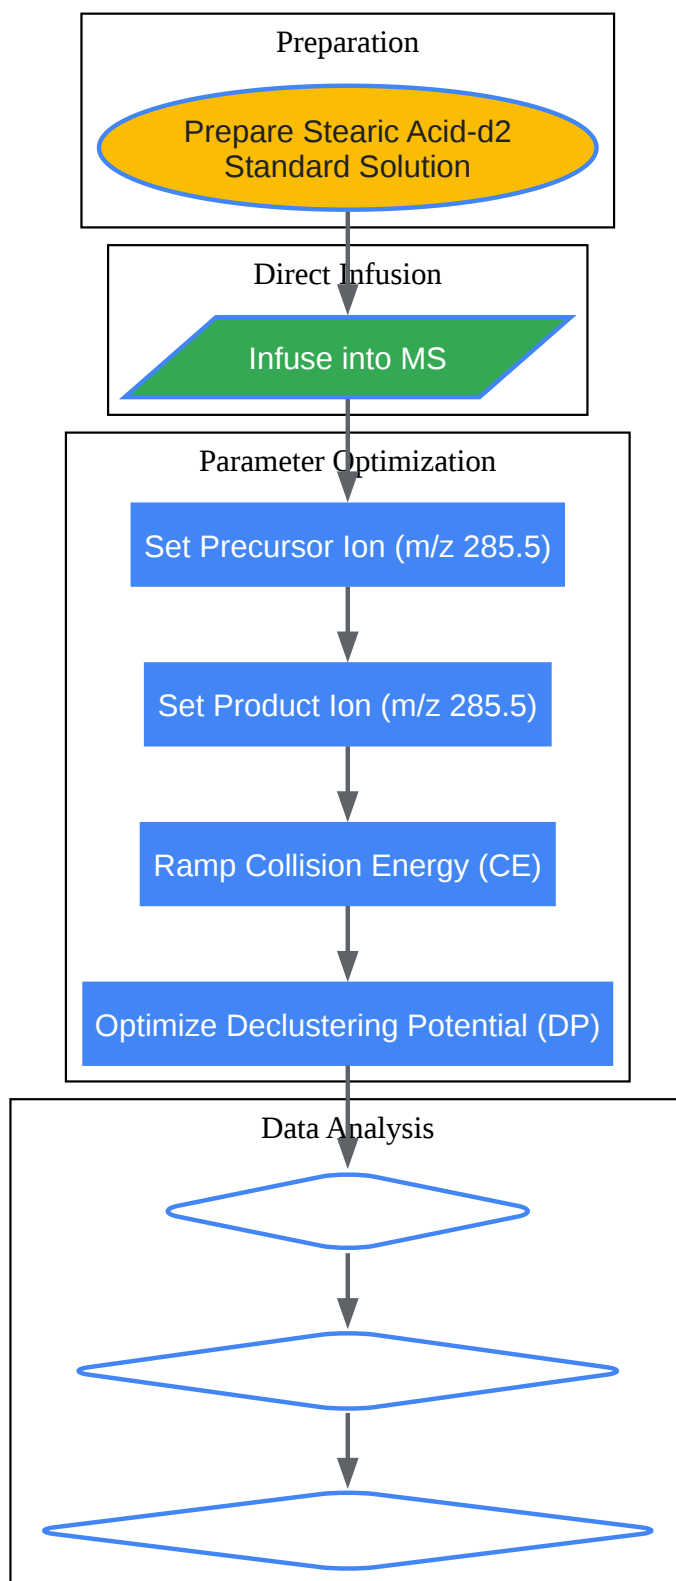 Preparation
Prepare Stearic Acid-d2
Standard Solution
Direct Infusion
Infuse into MS
Parameter Optimization
Set Precursor Ion (m/z 285.5)
Set Product Ion (m/z 285.5)
Ramp Collision Energy (CE)
Optimize Declustering Potential (DP)
Data Analysis